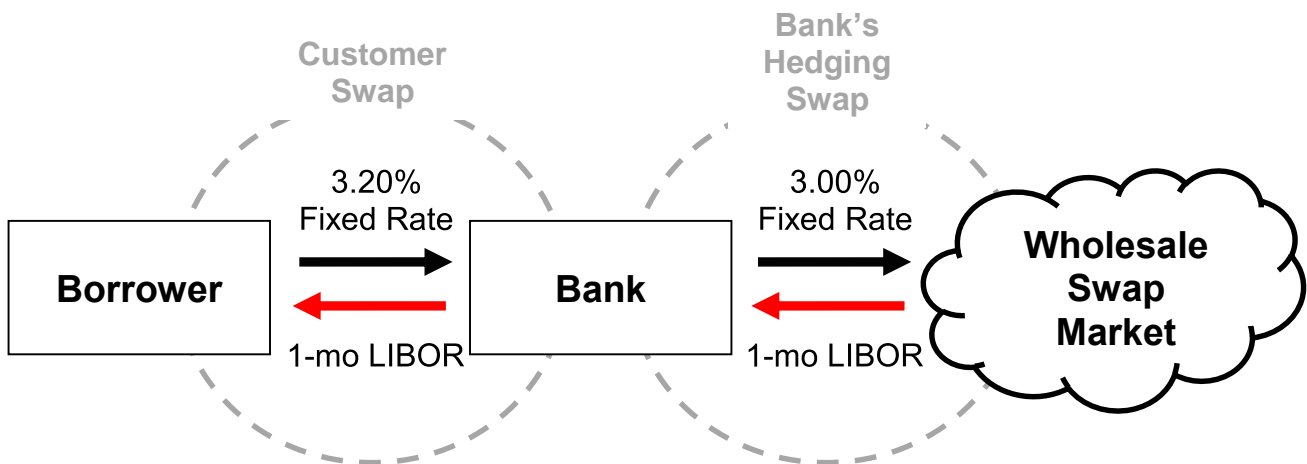 Customer
Swap
Bank's
Hedging
Swap
3.20%
Fixed Rate
3.00%
Fixed Rate
Borrower
Bank
Wholesale
Swap
Market
1-mo LIBOR
1-mo LIBOR